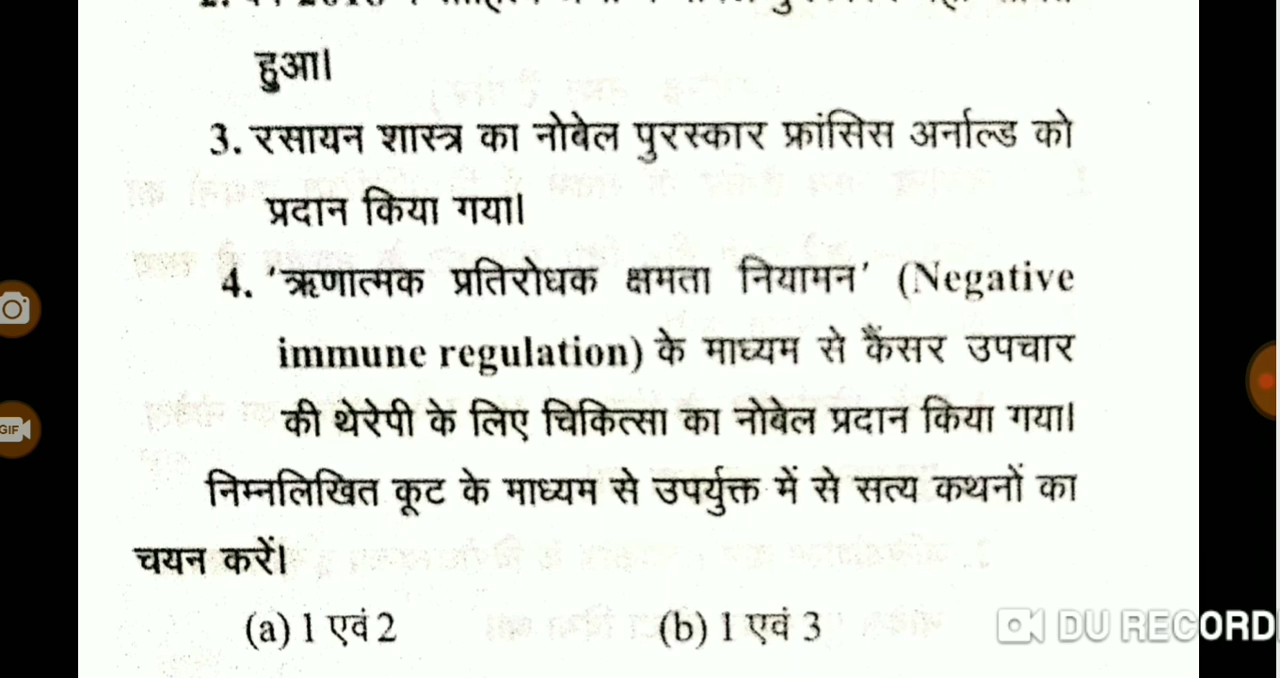 हुआ।
3. रसायन शास्त्र का नोबेल पुरस्कार फ्रांसिस अर्नाल्ड को
प्रदान किया गया।
4. 'ऋणात्मक प्रतिरोधक क्षमता नियामन' (Negative
immune regulation) के माध्यम से कैंसर उपचार
की थेरेपी के लिए चिकित्सा का नोबेल प्रदान किया गया।
निम्नलिखित कूट के माध्यम से उपर्युक्त में से सत्य कथनों का
चयन करें।
(a) 1 एवं 2 (b) 1 एवं 3
DU RECORD
GIF